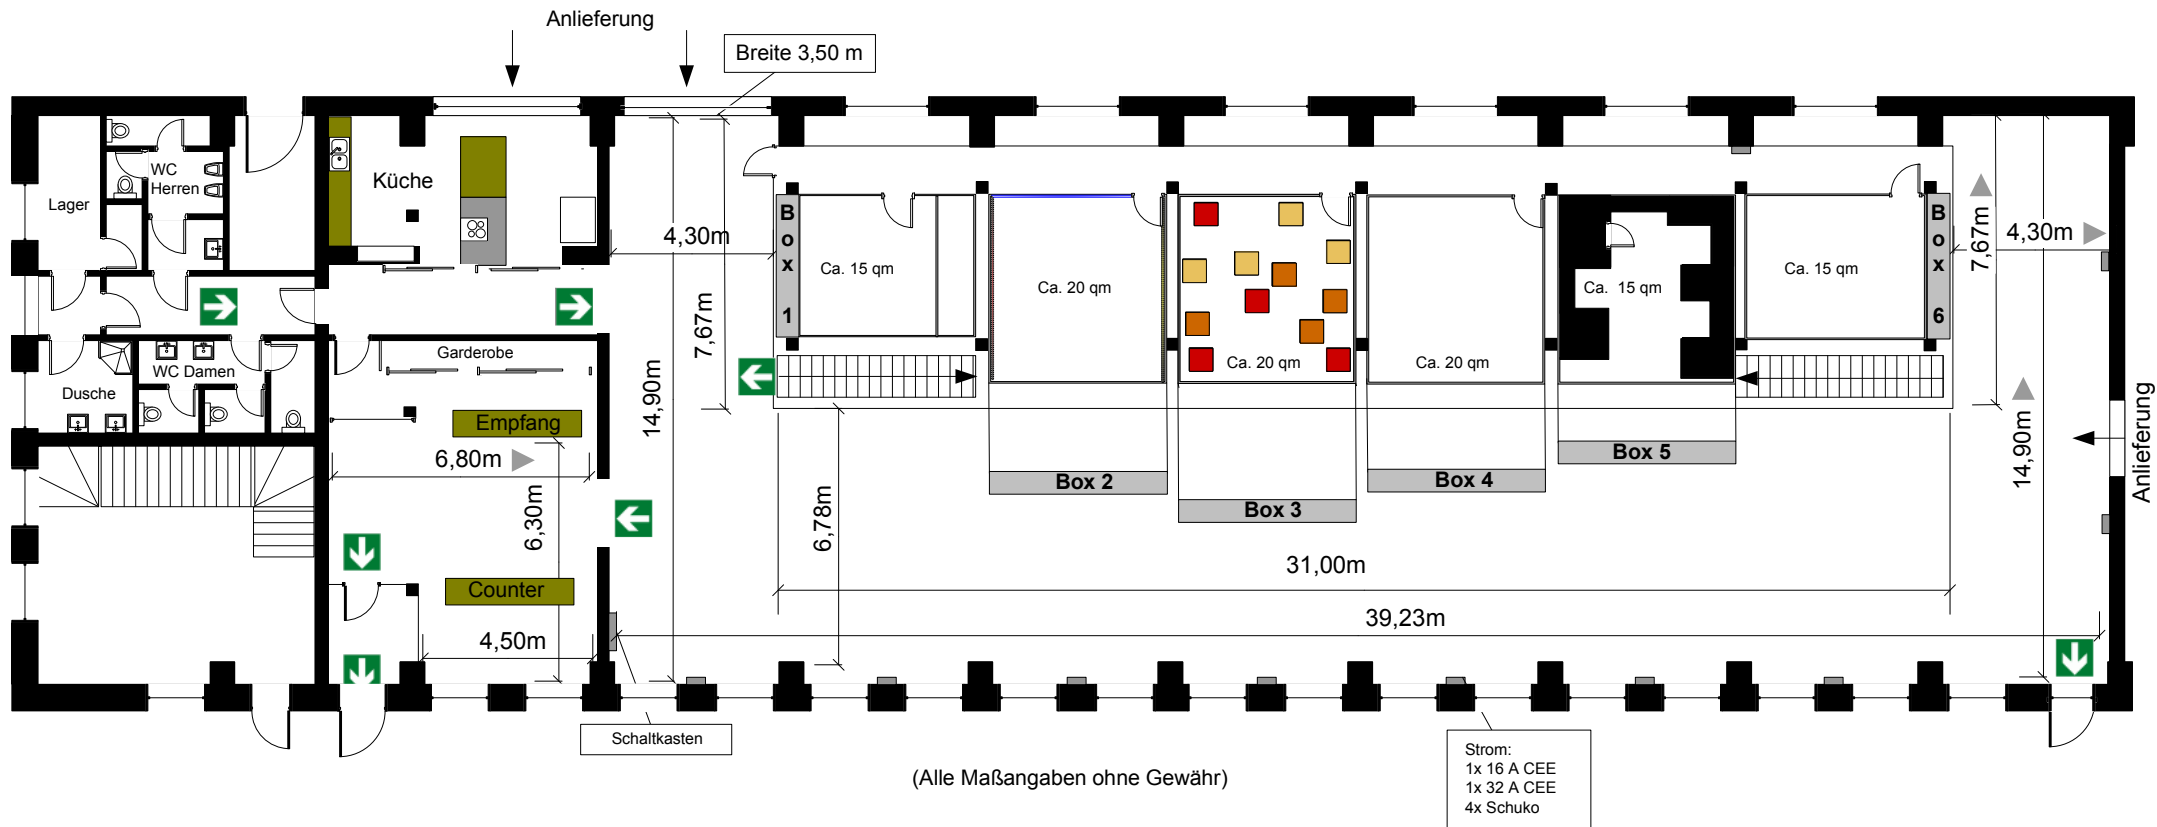 Anlieferung
Breite 3,50 m
WC
Herren
Lager
Küche
4,30m
7,67m
14,90m
B
o
x
1
Ca. 15 qm
Ca. 20 qm
Ca. 20 qm
Ca. 20 qm
Ca. 15 qm
Ca. 15 qm
B
o
x
6
7,67m
4,30m
14,90m
Anlieferung
Garderobe
WC Damen
Dusche
Empfang
6,80m
6,30m
Counter
4,50m
6,78m
Box 2
Box 3
Box 4
Box 5
31,00m
39,23m
Schaltkasten
(Alle Maßangaben ohne Gewähr)
Strom:
1x 16 A CEE
1x 32 A CEE
4x Schuko